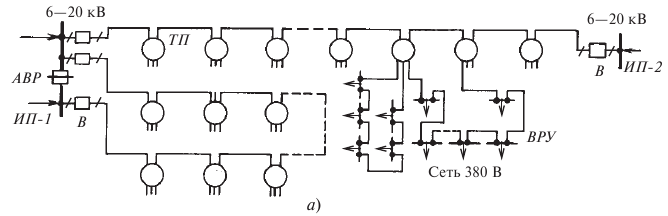 6—20 кВ
6—20 кВ
ТП
АВР
В
ИП-2
ИП-1
В
ВРУ
Сеть 380 В
а)